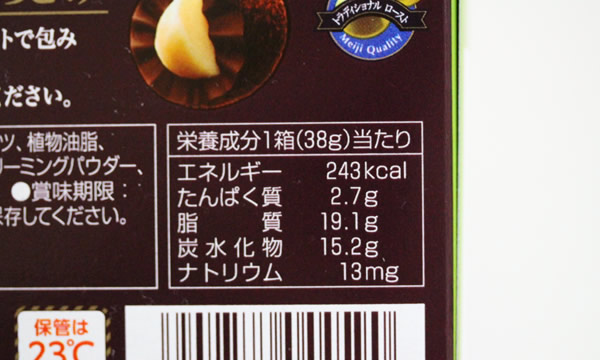 トで包み
ださい。
トラディショナル ロースト
Meiji Quality
ツ、植物油脂、
リーミングパウダー、
●賞味期限:
保存してください。
栄養成分1箱(38g)当たり
エネルギー 243kcal
たんぱく質 2.7g
脂 質 19.1g
炭水化物 15.2g
ナトリウム 13mg
保管は
23℃